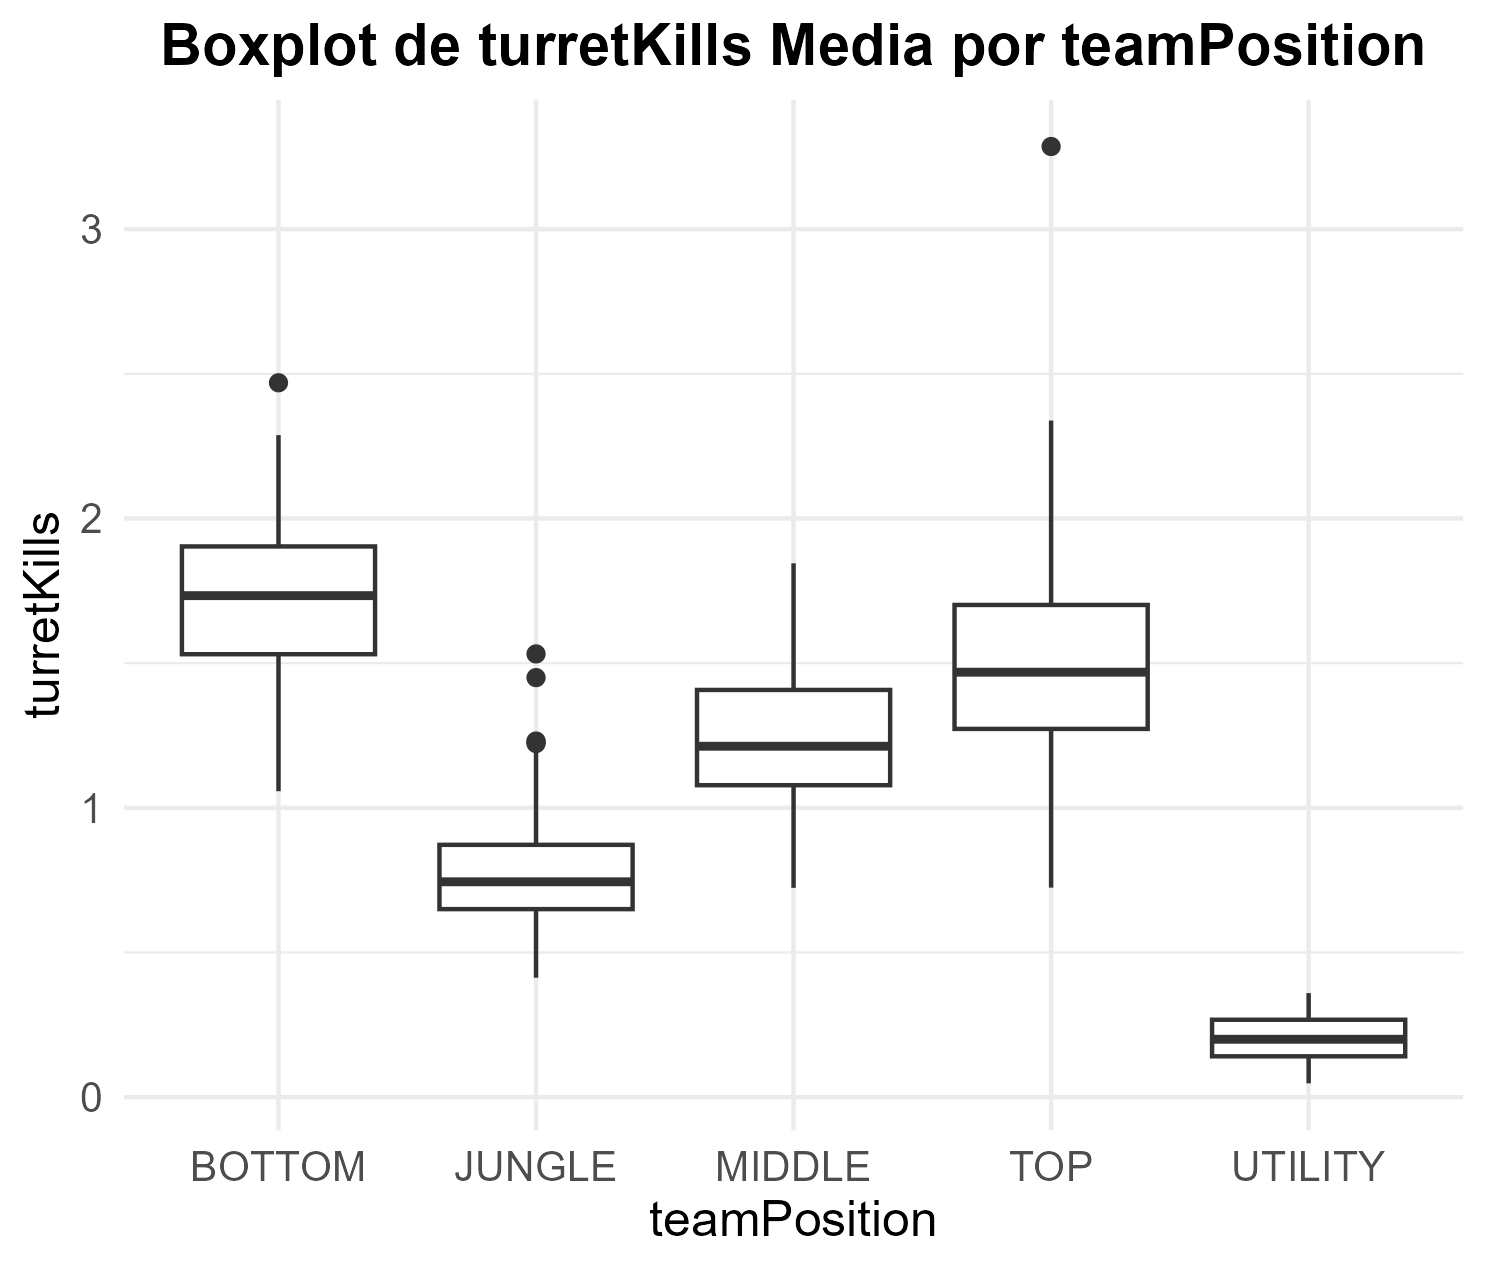 Boxplot de turretKills Media por teamPosition
turretKills
3
2
1
0
BOTTOM JUNGLE MIDDLE TOP UTILITY
teamPosition